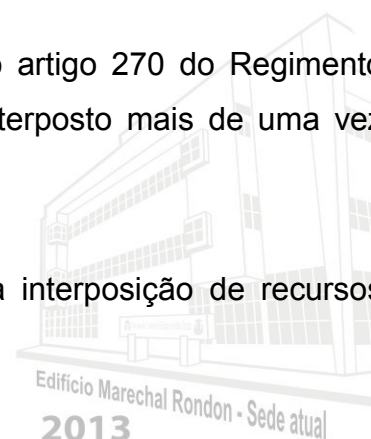 o artigo 270 do Regimento
terposto mais de uma vez
a interposição de recursos
Edifício Marechal Rondon - Sede atual
2013